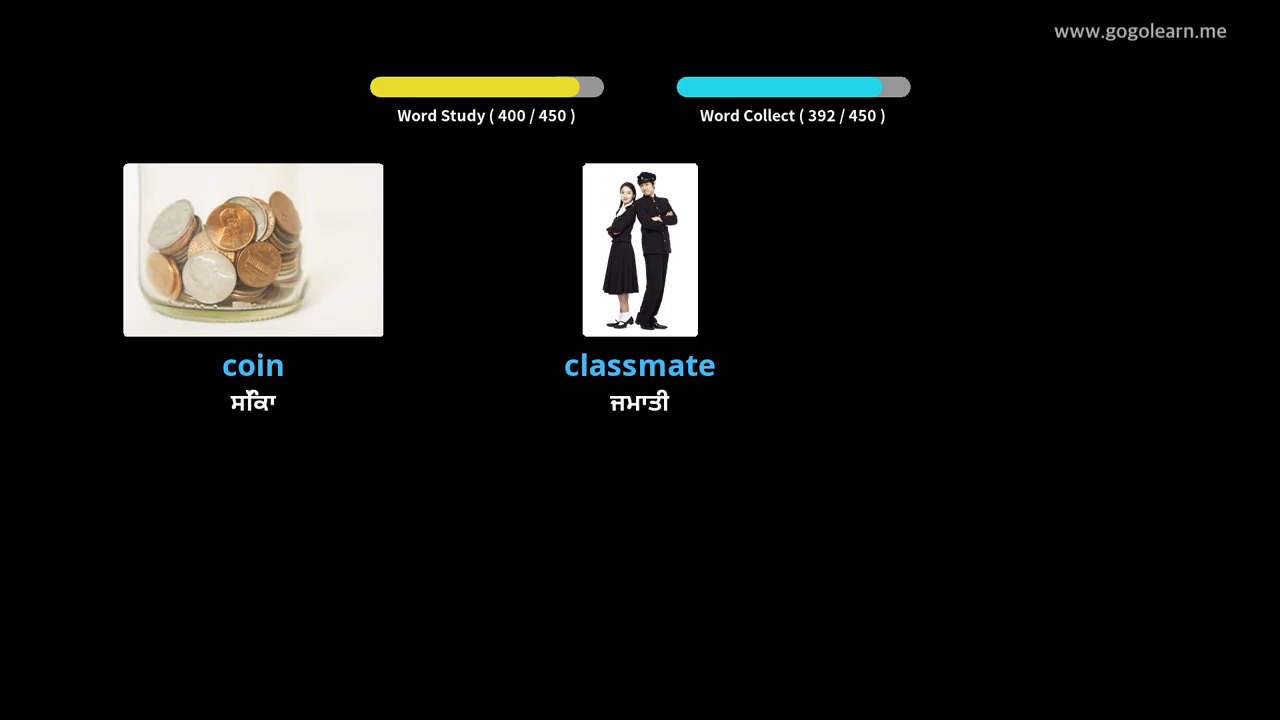 www.gogolearn.me
Word Study ( 400 / 450 )
Word Collect ( 392 / 450 )
coin
ਸਿੱਕਾ
classmate
ਜਮਾਤੀ